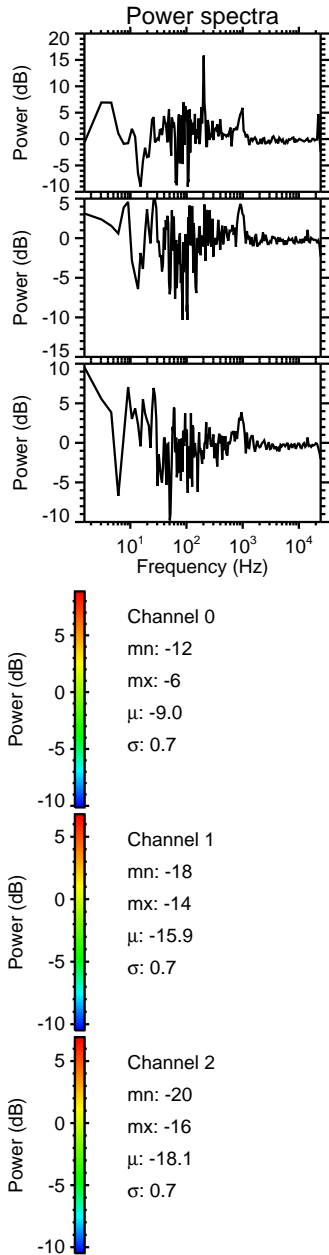 Power spectra
Power (dB)
20
15
10
5
0
-5
-10
Power (dB)
5
0
-5
-10
-15
Power (dB)
10
5
0
-5
-10
10¹ 10² 10³ 10⁴
Frequency (Hz)
Power (dB)
5
0
-5
-10
Channel 0
mn: -12
mx: -6
μ: -9.0
σ: 0.7
Power (dB)
5
0
-5
-10
Channel 1
mn: -18
mx: -14
μ: -15.9
σ: 0.7
Power (dB)
5
0
-5
-10
Channel 2
mn: -20
mx: -16
μ: -18.1
σ: 0.7